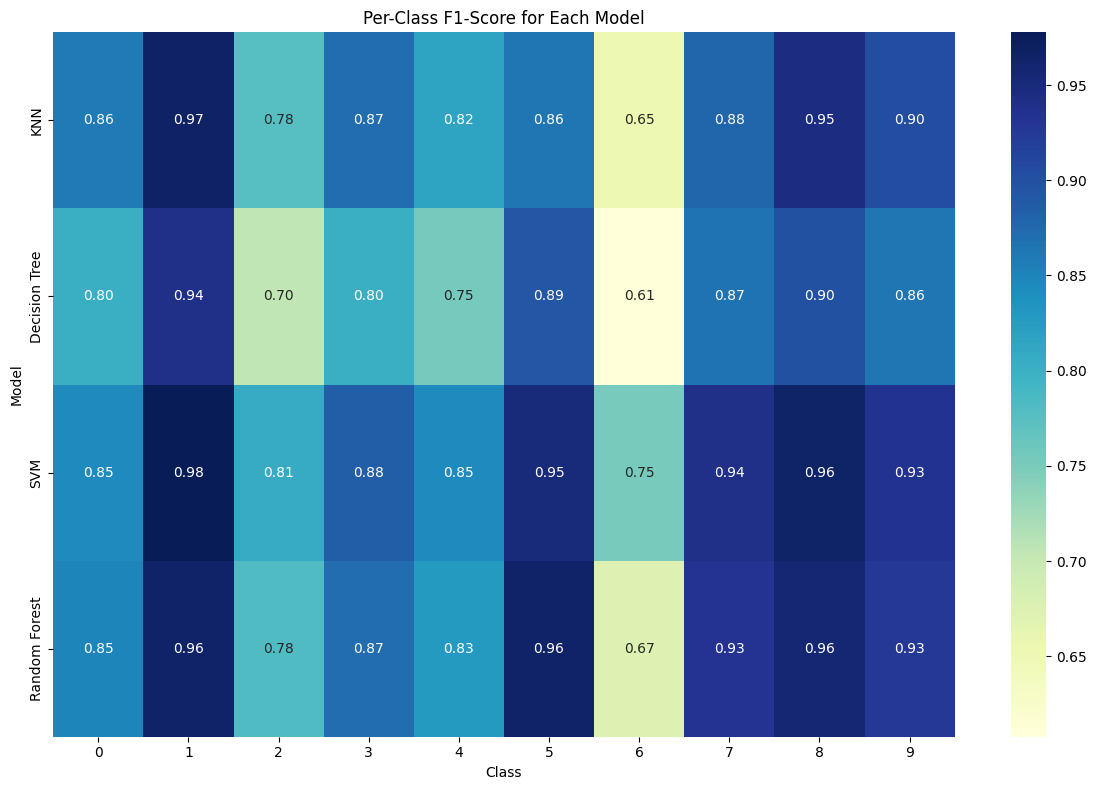 Per-Class F1-Score for Each Model
KNN 0.86 0.97 0.78 0.87 0.82 0.86 0.65 0.88 0.95 0.90
Decision Tree 0.80 0.94 0.70 0.80 0.75 0.89 0.61 0.87 0.90 0.86
SVM 0.85 0.98 0.81 0.88 0.85 0.95 0.75 0.94 0.96 0.93
Random Forest 0.85 0.96 0.78 0.87 0.83 0.96 0.67 0.93 0.96 0.93
Model
0 1 2 3 4 5 6 7 8 9
Class
0.95
0.90
0.85
0.80
0.75
0.70
0.65